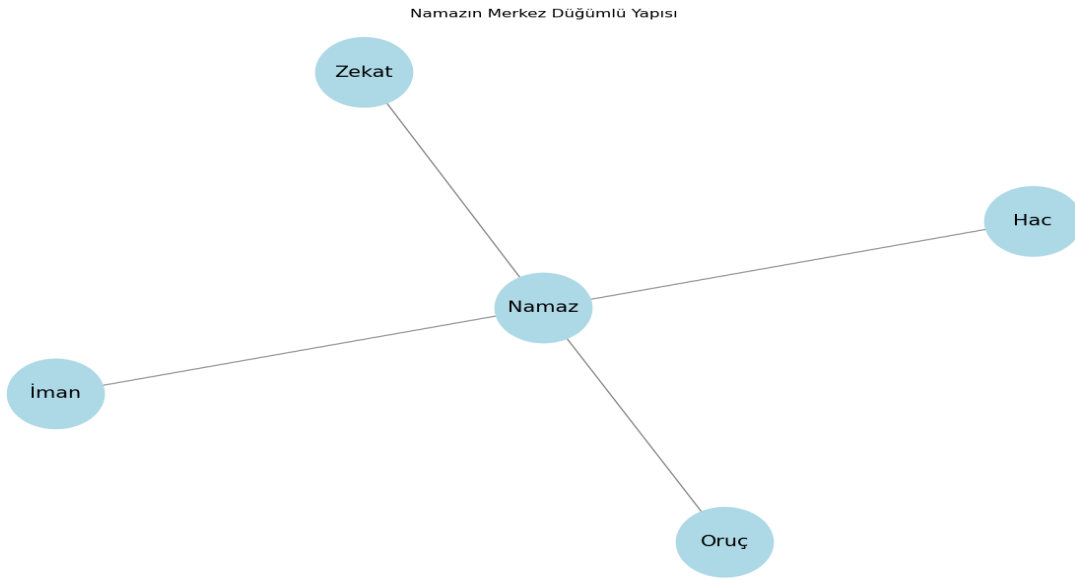 Namazın Merkez Düğümlü Yapısı
Zekat
Hac
Namaz
İman
Oruç